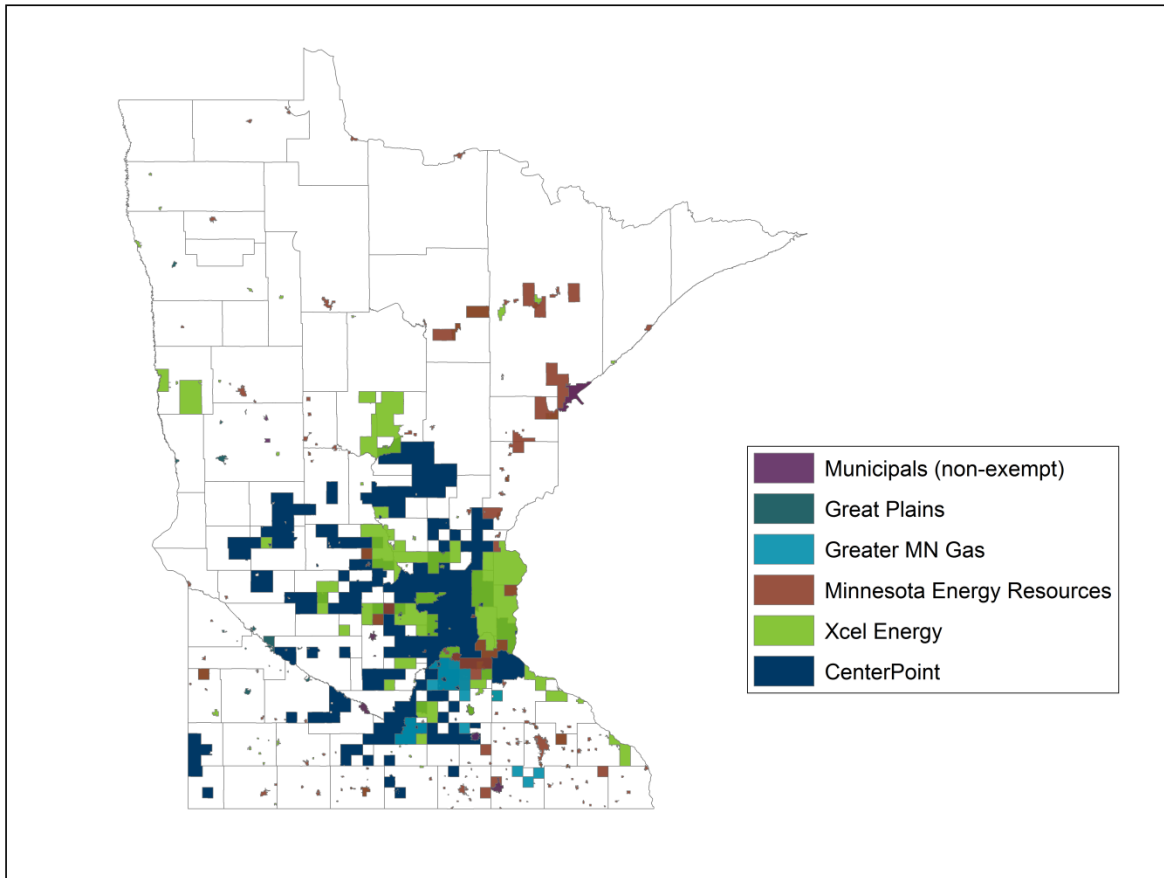 Municipals (non-exempt)
Great Plains
Greater MN Gas
Minnesota Energy Resources
Xcel Energy
CenterPoint